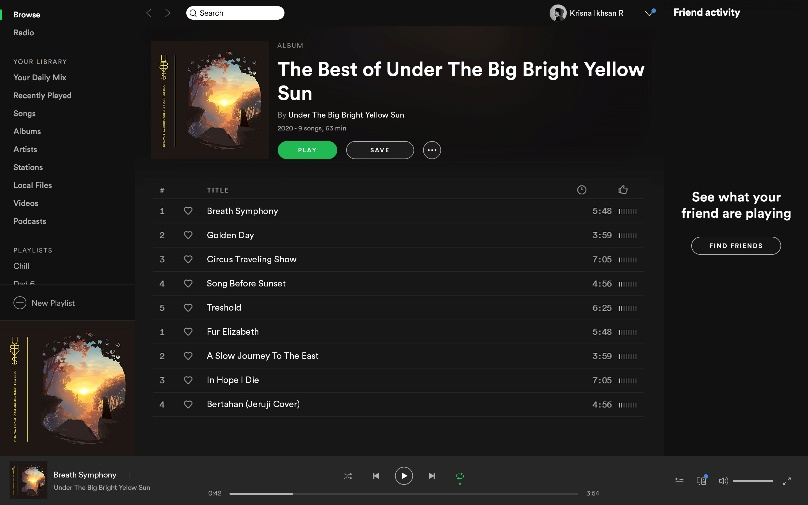 Browse
Radio
YOUR LIBRARY
Your Daily Mix
Recently Played
Songs
Albums
Artists
Stations
Local Files
Videos
Podcasts
PLAYLISTS
Chill
New Playlist
Search
Krisna Ikhsan R
ALBUM
The Best of Under The Big Bright Yellow
Sun
By Under The Big Bright Yellow Sun
2020 - 9 songs, 63 min
PLAY SAVE
# TITLE
1 Breath Symphony 5:48
2 Golden Day 3:59
3 Circus Traveling Show 7:05
4 Song Before Sunset 4:56
5 Treshold 6:25
1 Fur Elizabeth 5:48
2 A Slow Journey To The East 3:59
3 In Hope I Die 7:05
4 Bertahan (Jeruji Cover) 4:56
Friend activity
See what your
friend are playing
FIND FRIENDS
Breath Symphony
Under The Big Bright Yelow Sun
0:42 3:54